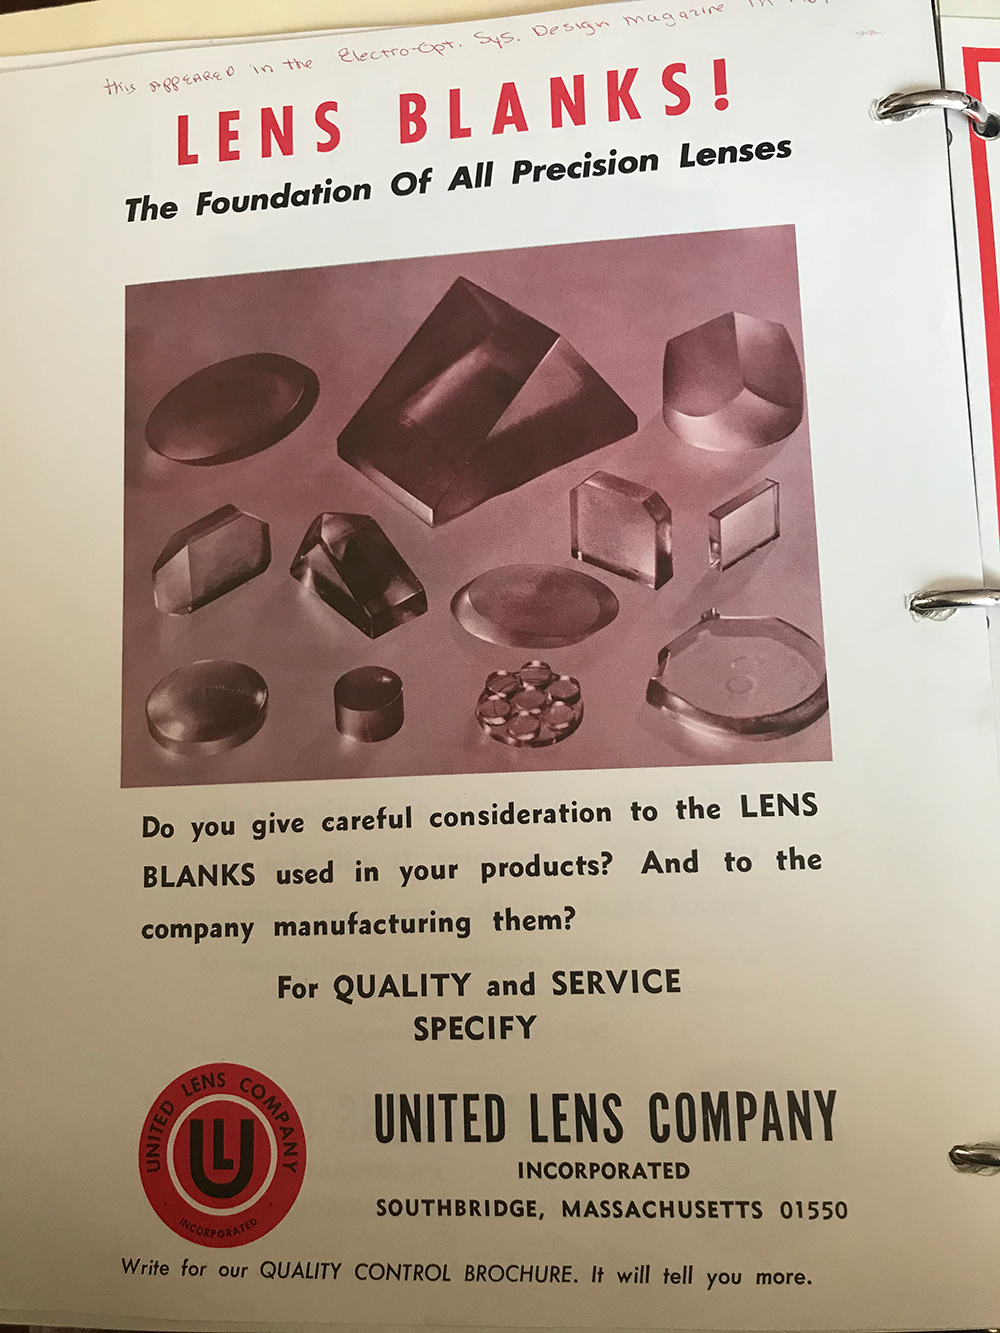 this APPEARED in the Electro-Opt. Sys. Design magazine in
LENS BLANKS!
The Foundation Of All Precision Lenses
Do you give careful consideration to the LENS
BLANKS used in your products? And to the
company manufacturing them?
For QUALITY and SERVICE
SPECIFY
UNITED LENS COMPANY
UL
INCORPORATED
UNITED LENS COMPANY
INCORPORATED
SOUTHBRIDGE, MASSACHUSETTS 01550
Write for our QUALITY CONTROL BROCHURE. It will tell you more.